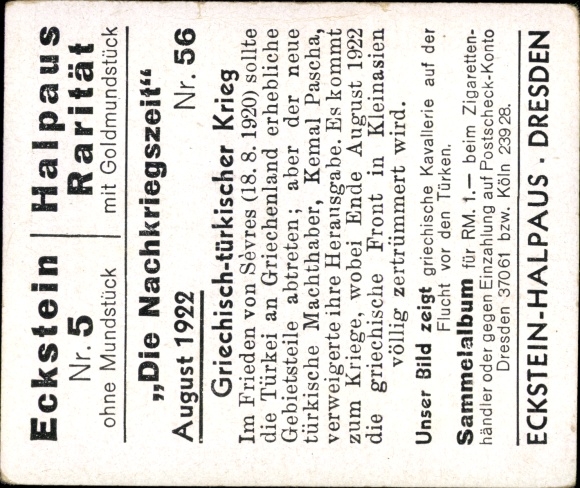 Eckstein
Nr. 5
ohne Mundstück
Halpaus
Rarität
mit Goldmundstück
„Die Nachkriegszeit“
August 1922 Nr. 56
Griechisch-türkischer Krieg
Im Frieden von Sèvres (18. 8. 1920) sollte
die Türkei an Griechenland erhebliche
Gebietsteile abtreten; aber der neue
türkische Machthaber, Kemal Pascha,
verweigerte ihre Herausgabe. Es kommt
zum Kriege, wobei Ende August 1922
die griechische Front in Kleinasien
völlig zertrümmert wird.
Unser Bild zeigt griechische Kavallerie auf der
Flucht vor den Türken.
Sammelalbum für RM. 1.— beim Zigaretten-
händler oder gegen Einzahlung auf Postscheck-Konto
Dresden 37061 bzw. Köln 23928.
ECKSTEIN-HALPAUS · DRESDEN